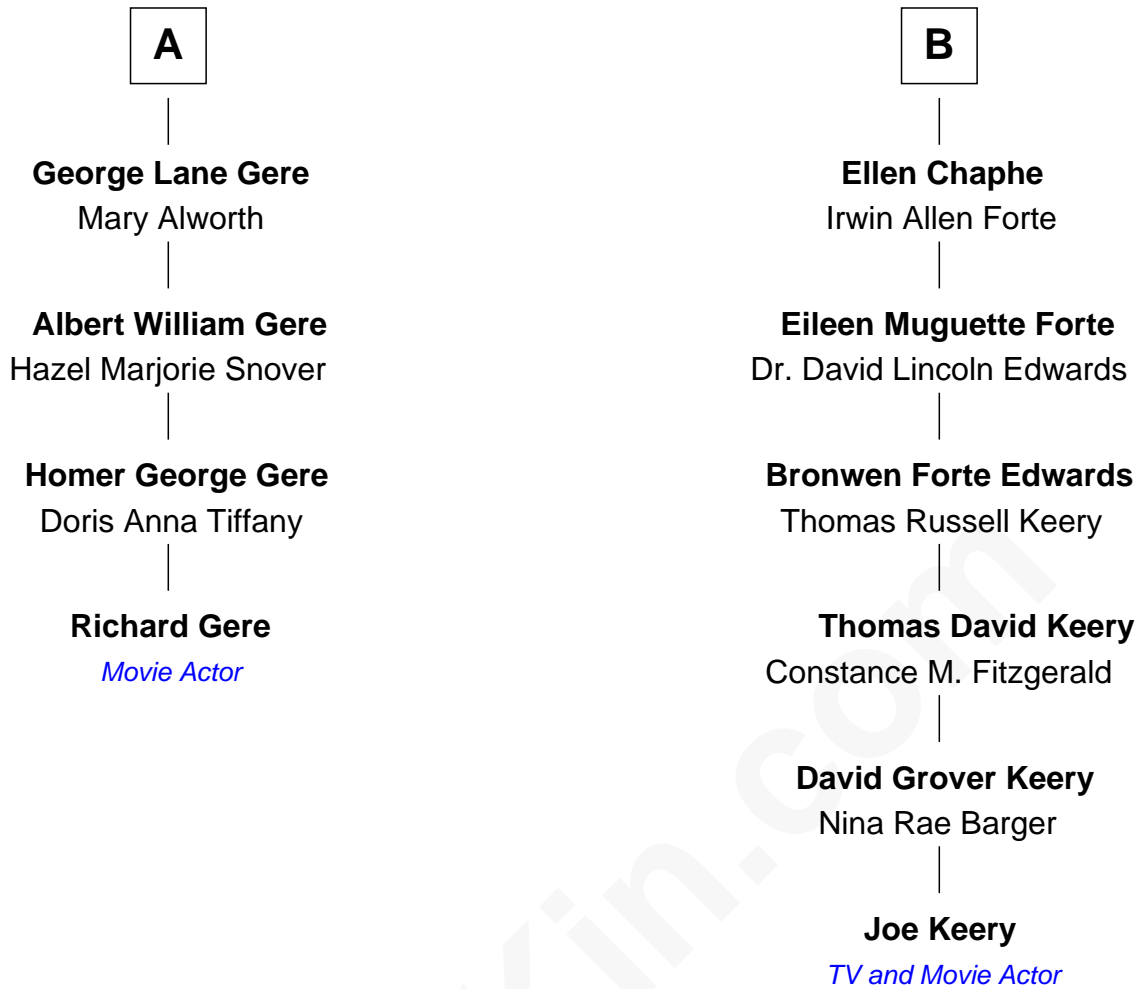 A
George Lane Gere
Mary Alworth
Albert William Gere
Hazel Marjorie Snover
Homer George Gere
Doris Anna Tiffany
Richard Gere
Movie Actor
B
Ellen Chaphe
Irwin Allen Forte
Eileen Muguette Forte
Dr. David Lincoln Edwards
Bronwen Forte Edwards
Thomas Russell Keery
Thomas David Keery
Constance M. Fitzgerald
David Grover Keery
Nina Rae Barger
Joe Keery
TV and Movie Actor